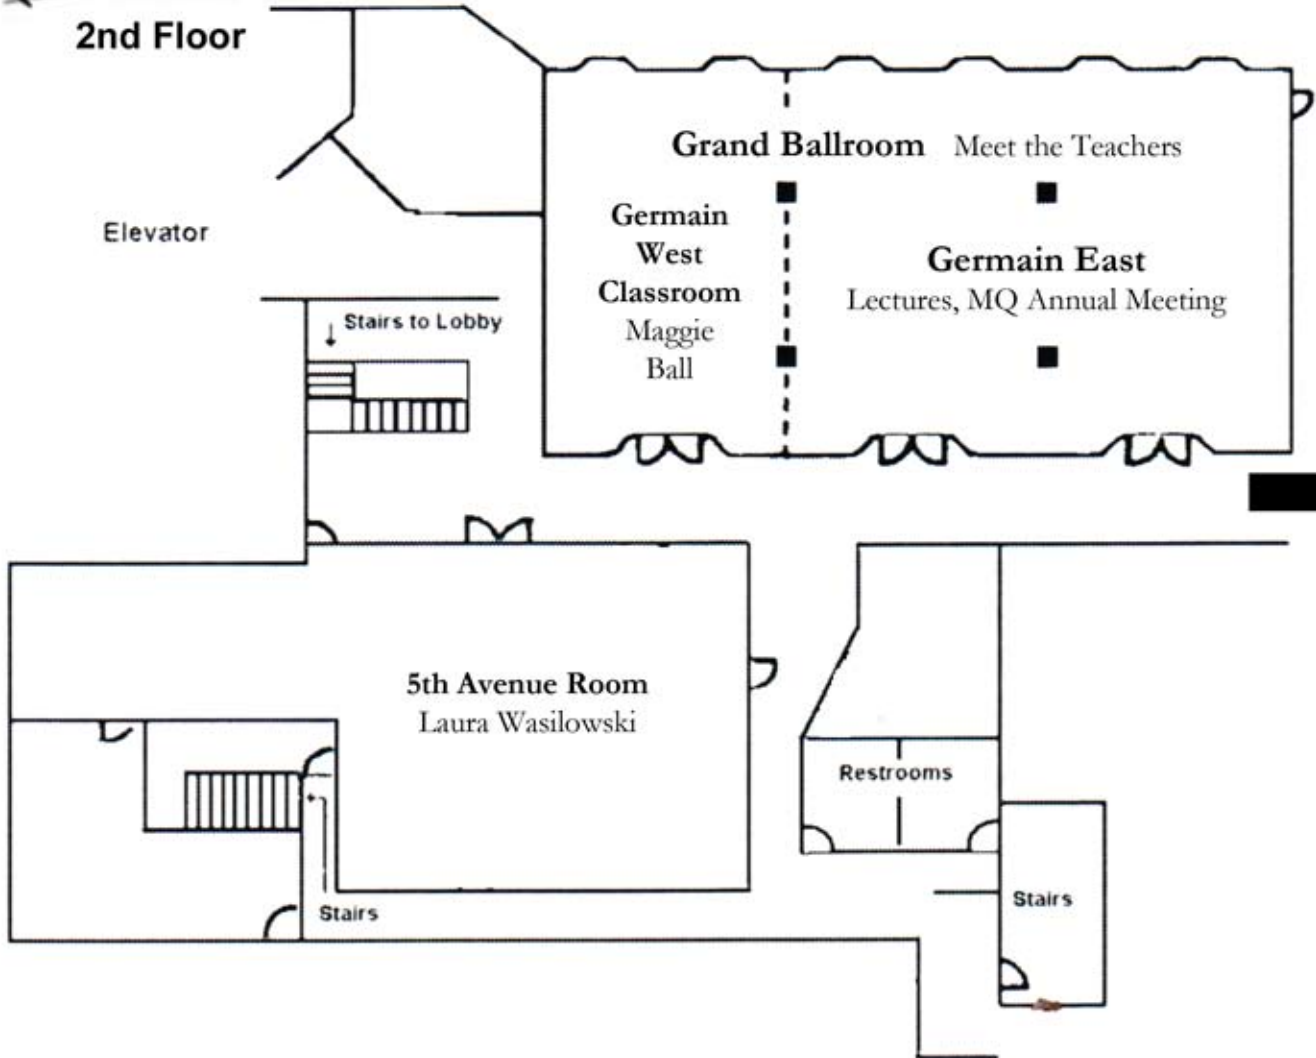 2nd Floor
Grand Ballroom Meet the Teachers
Germain
West
Classroom
Maggie
Ball
Germain East
Lectures, MQ Annual Meeting
Elevator
Stairs to Lobby
5th Avenue Room
Laura Wasilowski
Restrooms
Stairs
Stairs